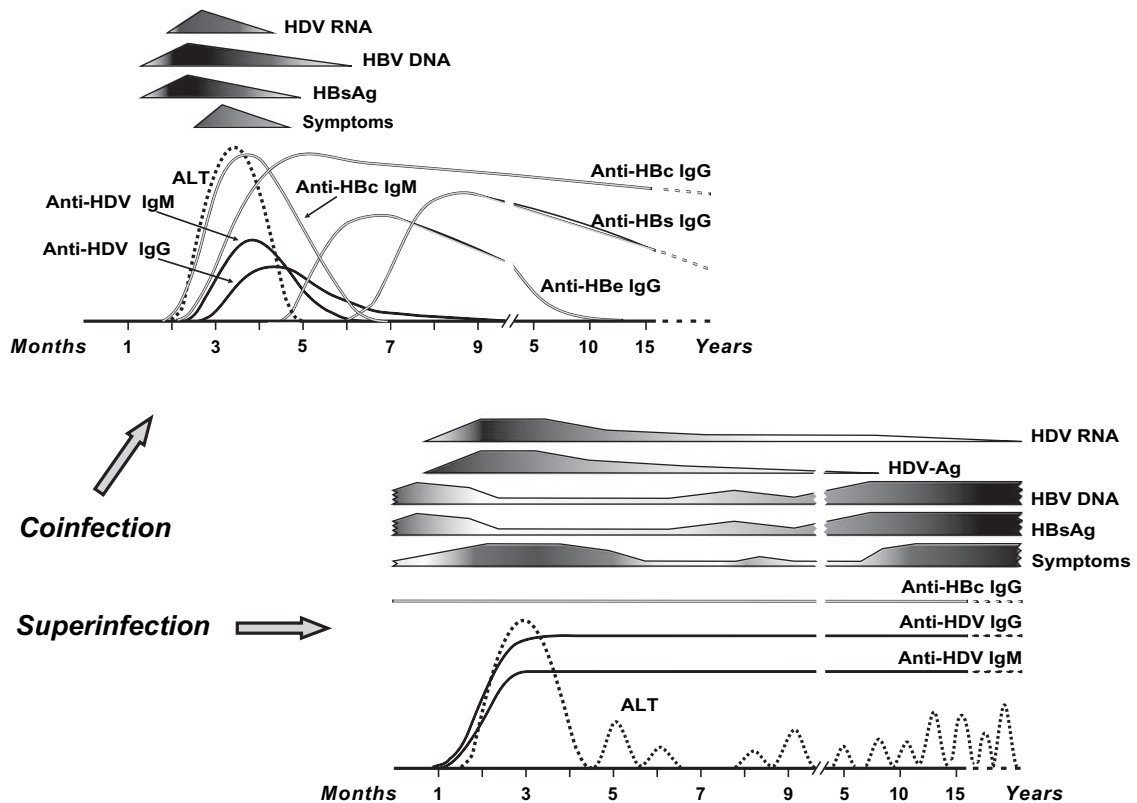 HDV RNA
HBV DNA
HBsAg
Symptoms
ALT
Anti-HBc IgG
Anti-HBc IgM
Anti-HDV IgM
Anti-HBs IgG
Anti-HDV IgG
Anti-HBe IgG
Months 1 3 5 7 9 5 10 15 Years
Coinfection
HDV RNA
HDV-Ag
HBV DNA
HBsAg
Symptoms
Anti-HBc IgG
Superinfection
Anti-HDV IgG
Anti-HDV IgM
ALT
Months 1 3 5 7 9 5 10 15 Years